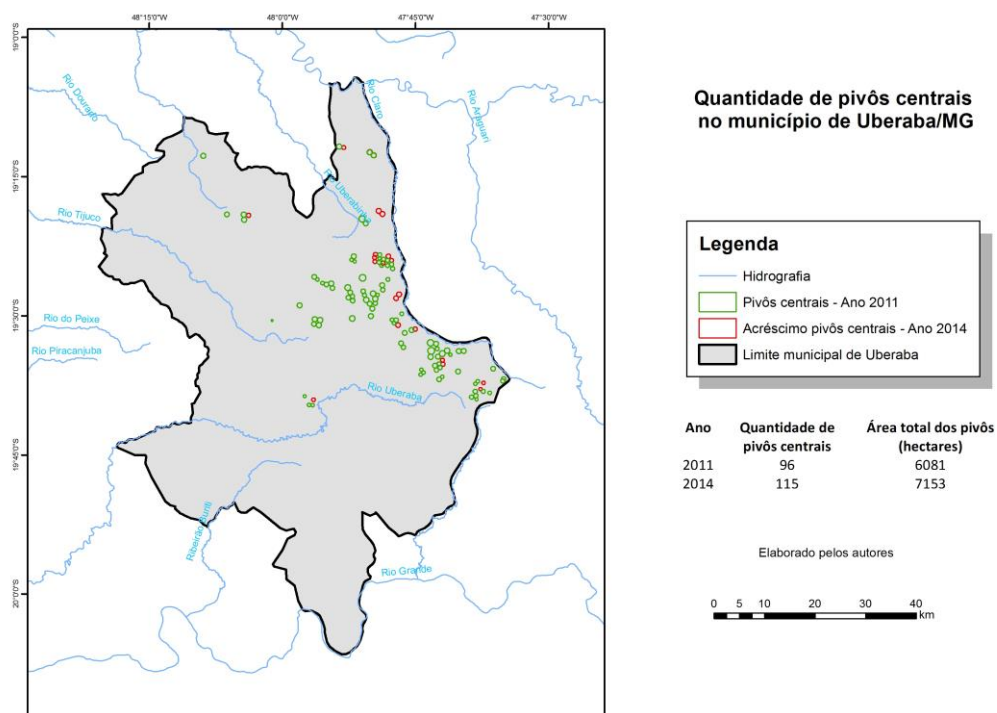 48°15'0"O 48°0'0"O 47°45'0"O 47°30'0"O
19°0'0"S
19°15'0"S
19°30'0"S
19°45'0"S
20°0'0"S
Rio Dourado
Rio Claro
Rio Araguari
Rio Uberabinha
Rio Tijuco
Rio do Peixe
Rio Piracanjuba
Rio Uberaba
Ribeirão Buriti
Rio Grande
Quantidade de pivôs centrais
no município de Uberaba/MG
Legenda
Hidrografia
Pivôs centrais - Ano 2011
Acréscimo pivôs centrais - Ano 2014
Limite municipal de Uberaba
Ano Quantidade de Área total dos pivôs
pivôs centrais (hectares)
2011 96 6081
2014 115 7153
Elaborado pelos autores
0 5 10 20 30 40
km